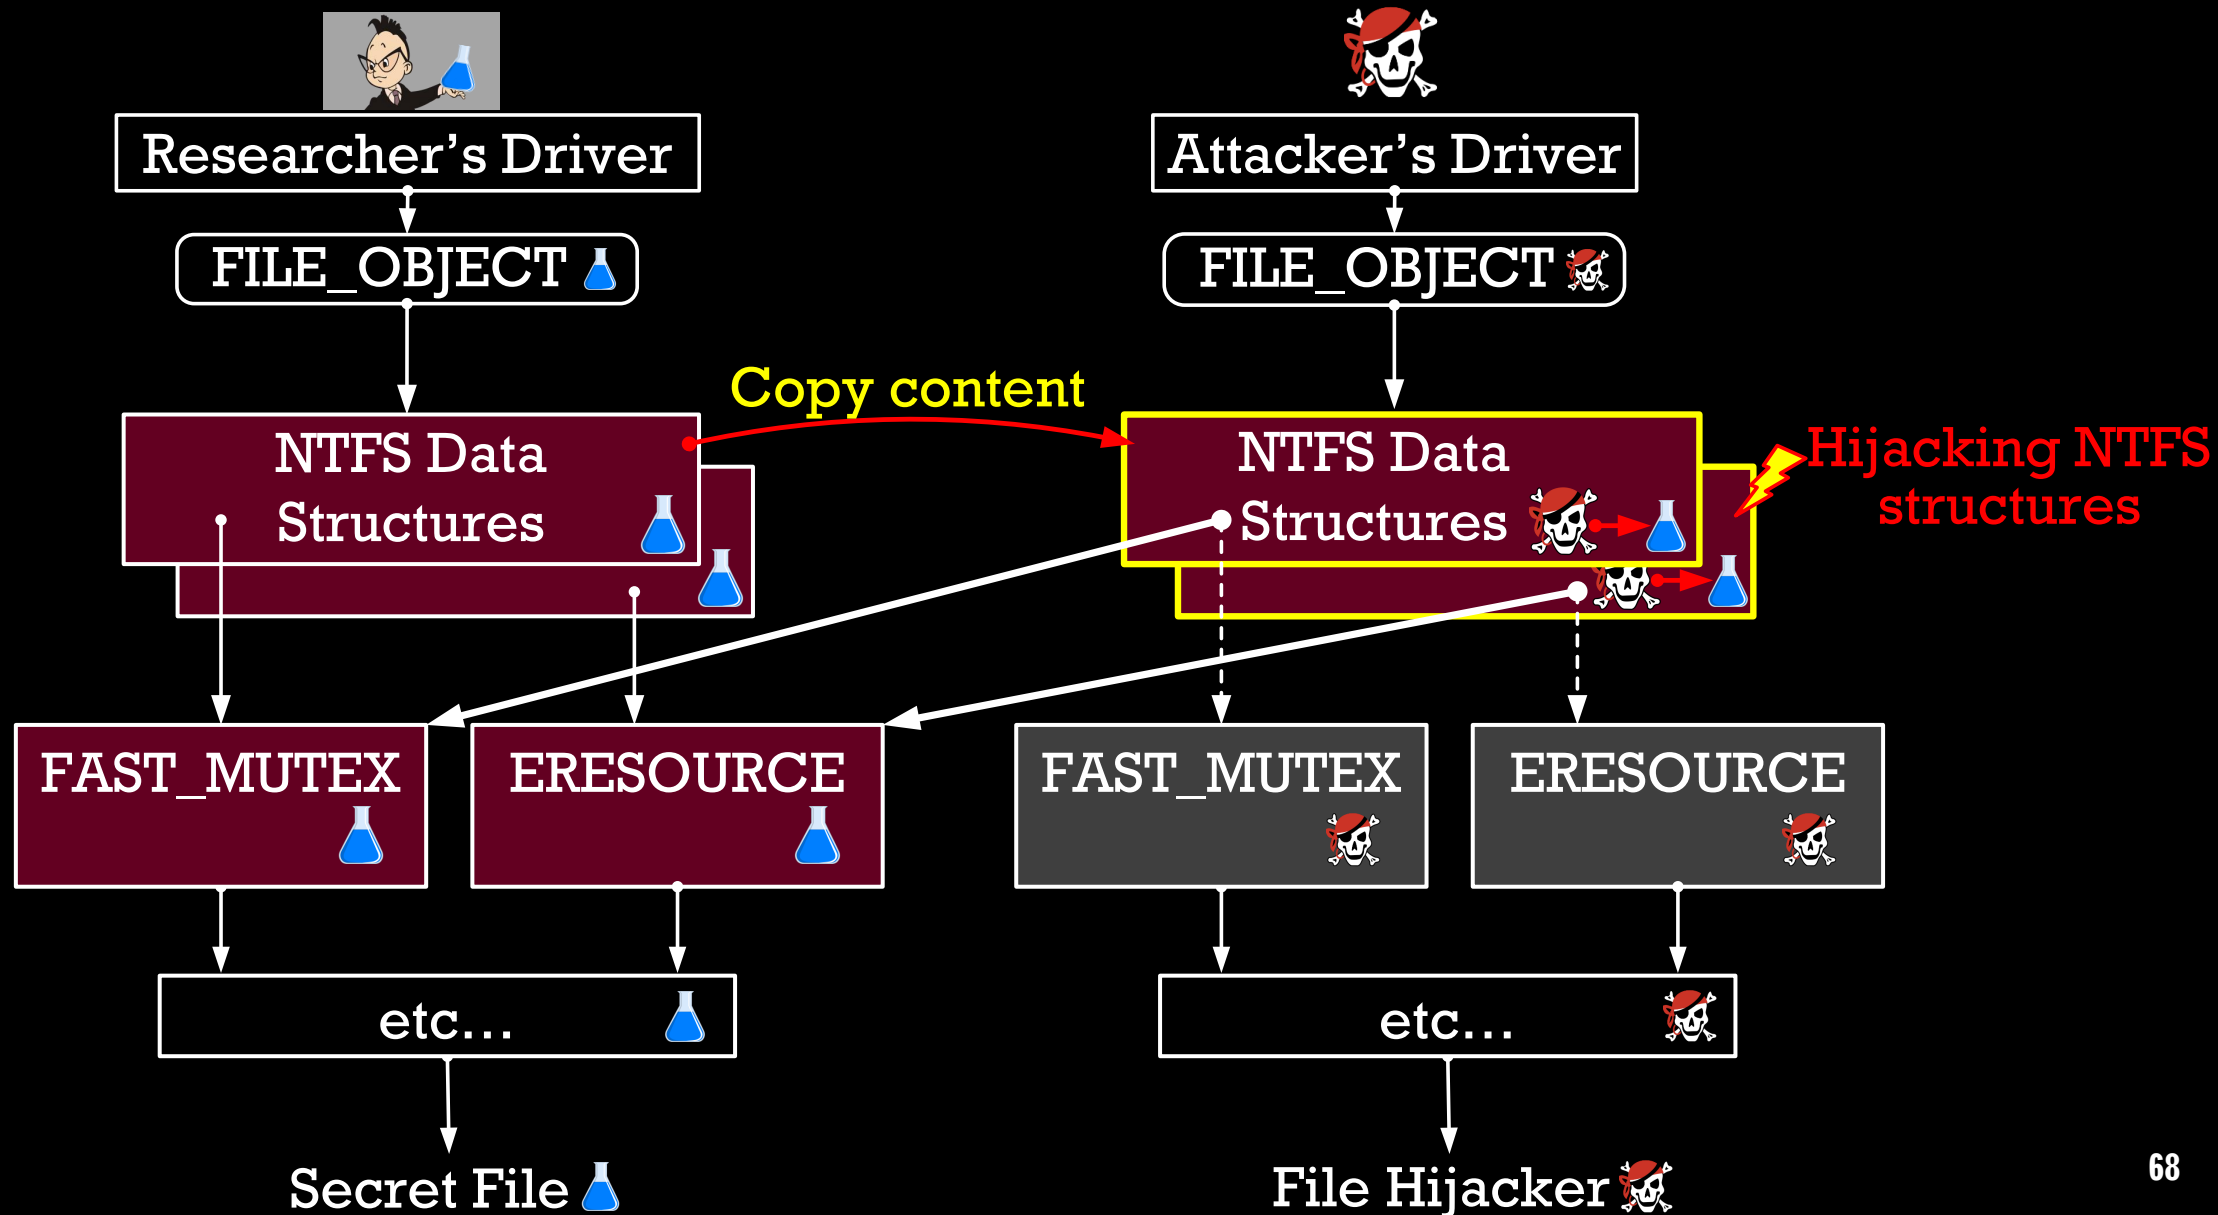 Researcher’s Driver
Attacker’s Driver
FILE_OBJECT
FILE_OBJECT
Copy content
NTFS Data
Structures
NTFS Data
Structures
Hijacking NTFS
structures
FAST_MUTEX
ERESOURCE
FAST_MUTEX
ERESOURCE
etc…
etc…
Secret File
File Hijacker
68